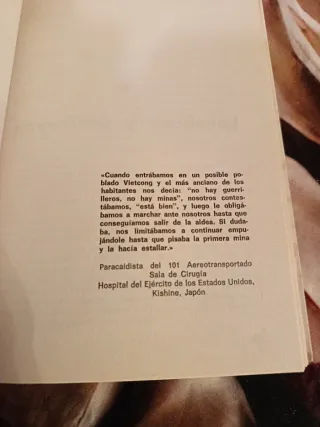 «Cuando entrábamos en un posible po-
blado Vietcong y el más anciano de los
habitantes nos decía: "no hay guerri-
lleros, no hay minas", nosotros contes-
tábamos, "está bien", y luego le obligá-
bamos a marchar ante nosotros hasta que
conseguíamos salir de la aldea. Si duda-
ba, nos limitábamos a continuar empu-
jándole hasta que pisaba la primera mina
y la hacía estallar.»
Paracaidista del 101 Aereotransportado
Sala de Cirugía
Hospital del Ejército de los Estados Unidos,
Kishine, Japón